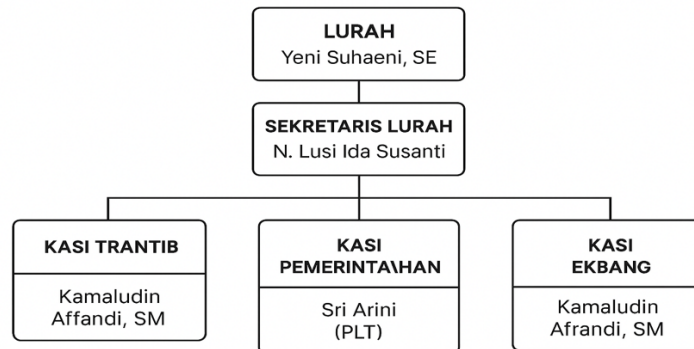 LURAH
Yeni Suhaeni, SE
SEKRETARIS LURAH
N. Lusi Ida Susanti
KASI TRANTIB
Kamaludin
Affandi, SM
KASI
PEMERINTA\HAN
Sri Arini
(PLT)
KASI
EKBANG
Kamaludin
Afrandi, SM